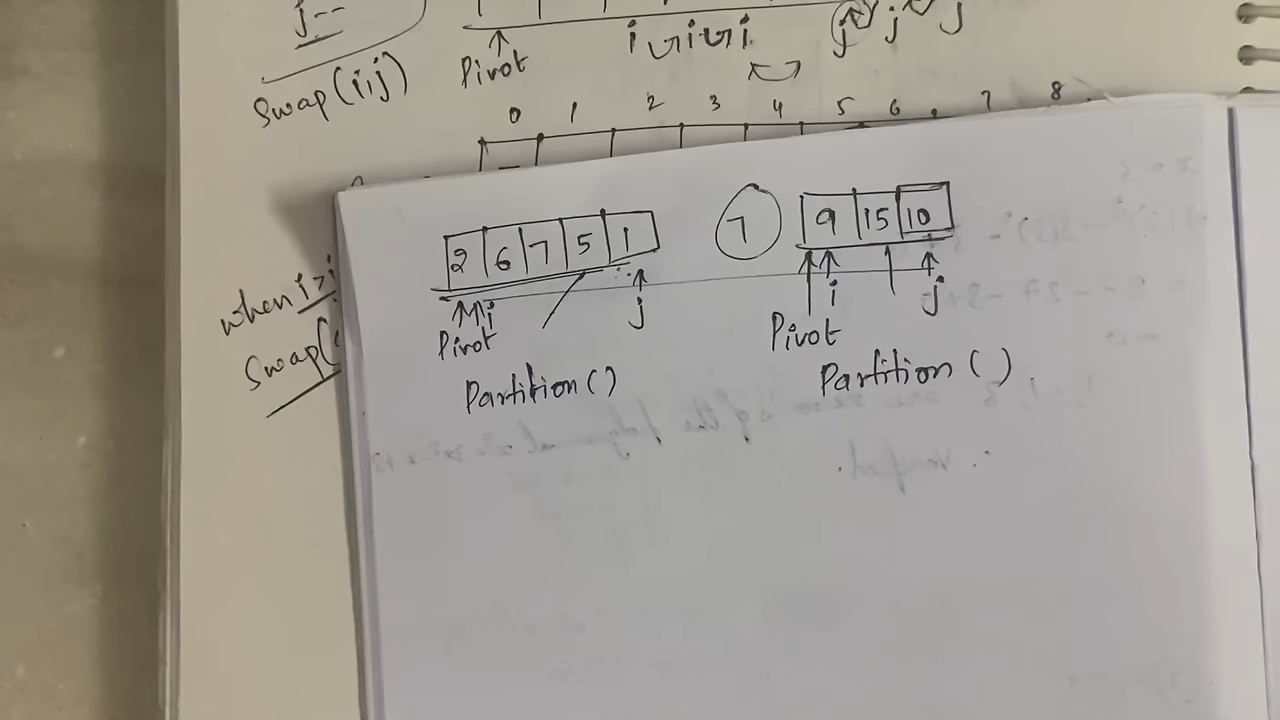 j--
Pivot
i i i j j j
Swap(i,j)
0 1 2 3 4 5 6 7 8
2 6 7 5 1
7
9 15 10
when i>j
Swap(
i j
Pivot
Partition()
i j
Pivot
Partition ( )